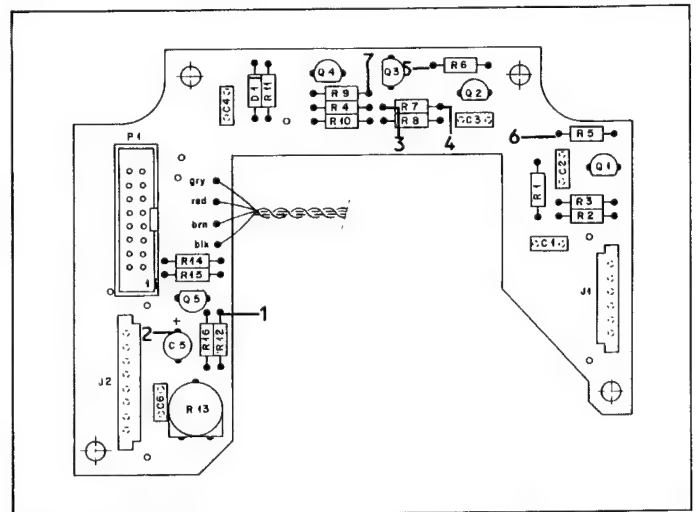 Q4
7
5
Q3
R6
C4
D1
R11
R9
R4
R10
R7
R8
Q2
C3
3
4
6
R5
P1
C2
Q1
R1
gry
red
brn
blk
R3
R2
C1
R14
R15
1
J1
Q5
1
2
+
C5
R16
R12
J2
C6
R13